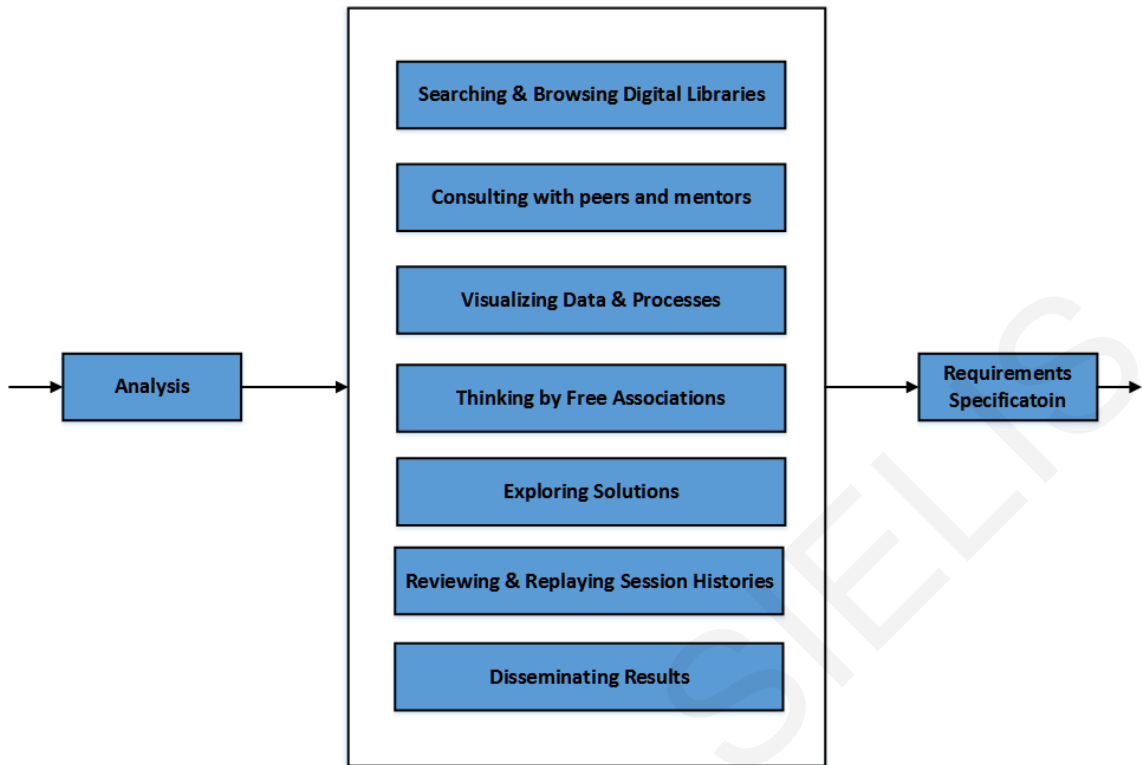 Searching & Browsing Digital Libraries
Consulting with peers and mentors
Visualizing Data & Processes
Analysis
Thinking by Free Associations
Requirements
Specificatoin
Exploring Solutions
Reviewing & Replaying Session Histories
Disseminating Results
SIELIS